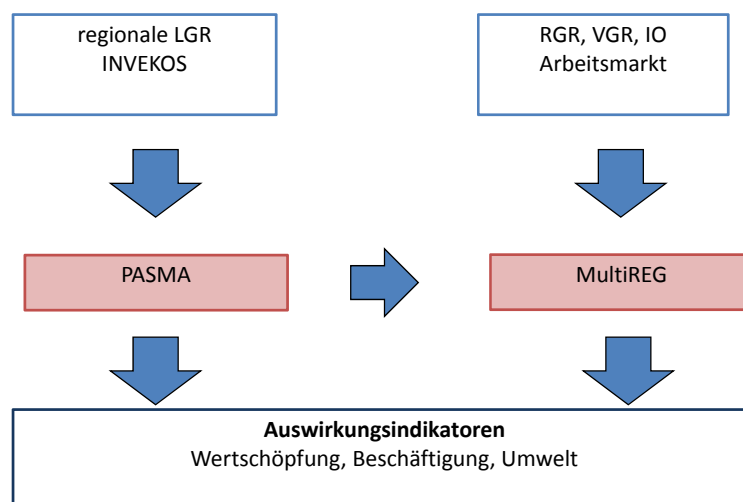 regionale LGR
INVEKOS
RGR, VGR, IO
Arbeitsmarkt
PASMA
MultiREG
Auswirkungsindikatoren
Wertschöpfung, Beschäftigung, Umwelt